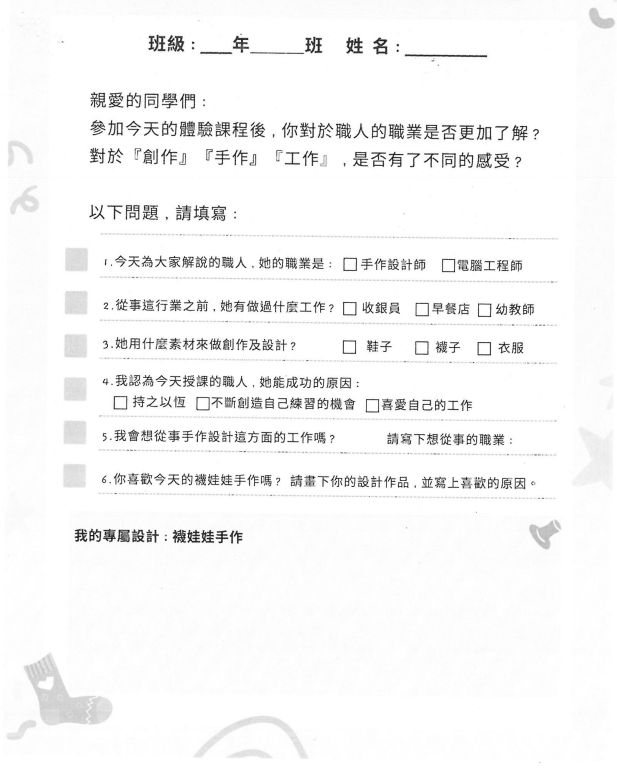 班級：___年______班 姓名：_________
親愛的同學們：
參加今天的體驗課程後，你對於職人的職業是否更加了解？
對於『創作』『手作』『工作』，是否有了不同的感受？
以下問題，請填寫：
1.今天為大家解說的職人，她的職業是： □手作設計師 □電腦工程師
2.從事這行業之前，她有做過什麼工作？ □ 收銀員 □早餐店 □ 幼教師
3.她用什麼素材來做創作及設計？ □ 鞋子 □ 襪子 □ 衣服
4.我認為今天授課的職人，她能成功的原因：
□ 持之以恆 □不斷創造自己練習的機會 □喜愛自己的工作
5.我會想從事手作設計這方面的工作嗎？ 請寫下想從事的職業：
6.你喜歡今天的襪娃娃手作嗎？ 請畫下你的設計作品，並寫上喜歡的原因。
我的專屬設計：襪娃娃手作